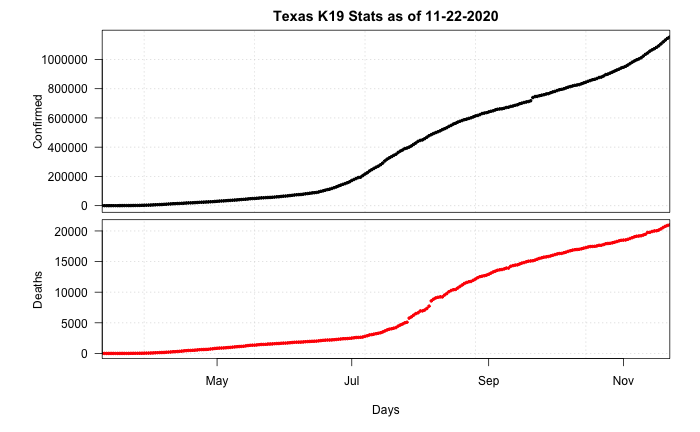 Texas K19 Stats as of 11-22-2020
Confirmed
1000000
800000
600000
400000
200000
0
Deaths
20000
15000
10000
5000
0
May Jul Sep Nov
Days